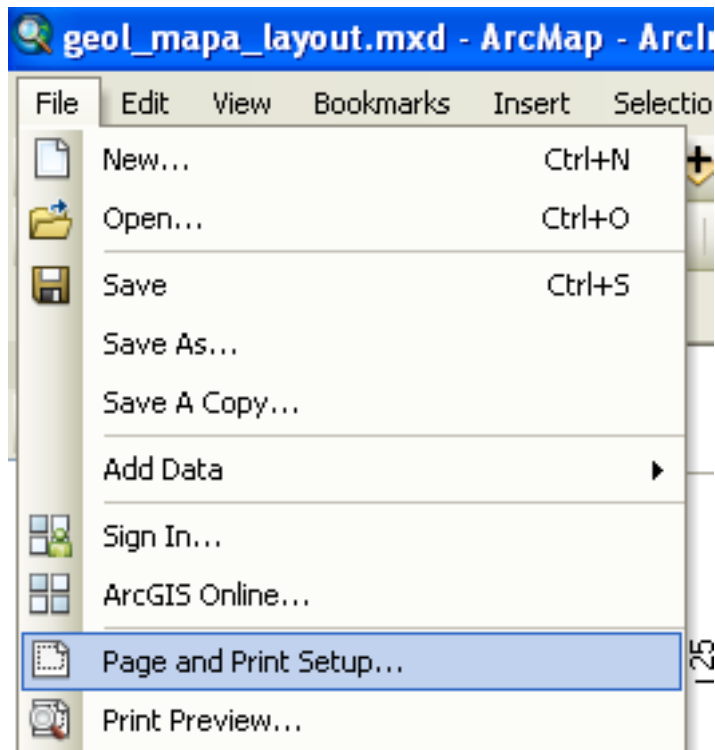 geol_mapa_layout.mxd - ArcMap - ArcI
File Edit View Bookmarks Insert Selectio
New... Ctrl+N
Open... Ctrl+O
Save Ctrl+S
Save As...
Save A Copy...
Add Data
Sign In...
ArcGIS Online...
Page and Print Setup...
25
Print Preview...